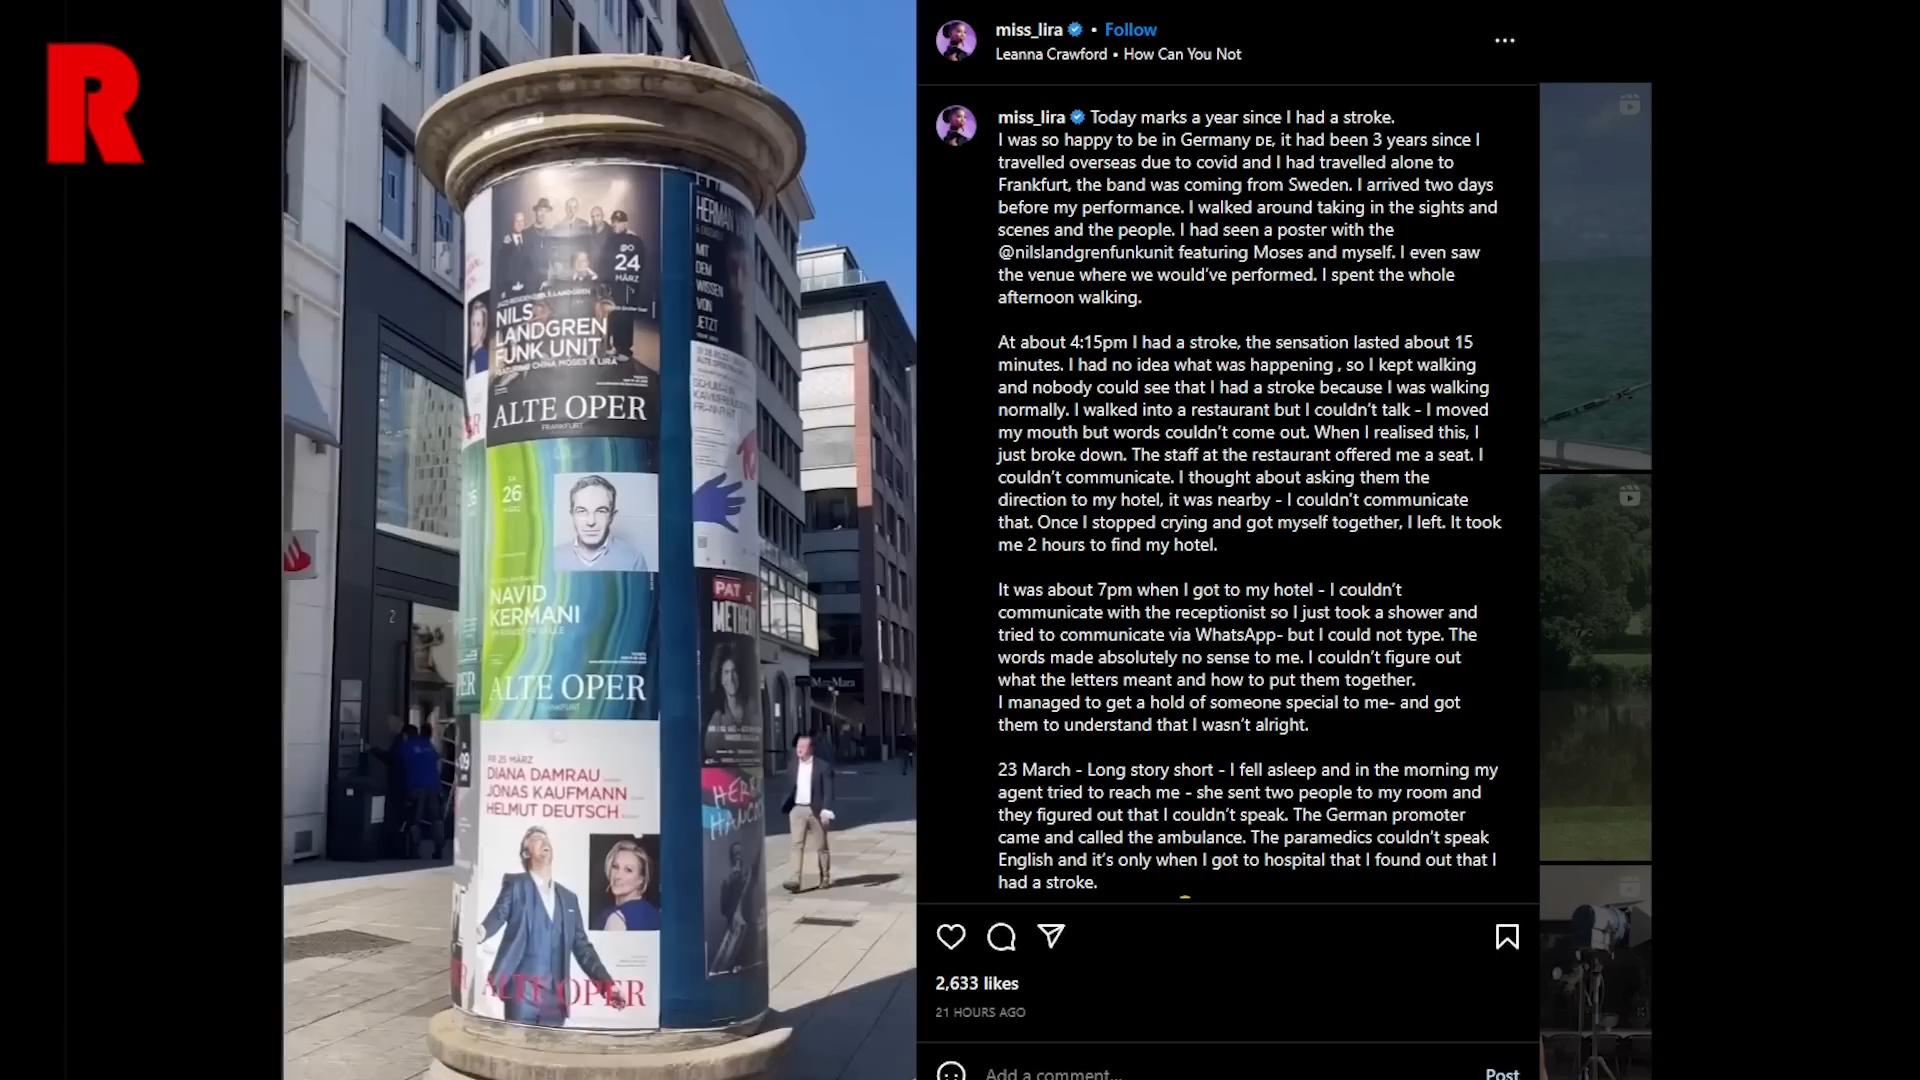 R
miss_lira • Follow
Leanna Crawford • How Can You Not
miss_lira Today marks a year since I had a stroke.
I was so happy to be in Germany DE, it had been 3 years since I
travelled overseas due to covid and I had travelled alone to
Frankfurt, the band was coming from Sweden. I arrived two days
before my performance. I walked around taking in the sights and
scenes and the people. I had seen a poster with the
@nilslandgrenfunkunit featuring Moses and myself. I even saw
the venue where we would've performed. I spent the whole
afternoon walking.
At about 4:15pm I had a stroke, the sensation lasted about 15
minutes. I had no idea what was happening , so I kept walking
and nobody could see that I had a stroke because I was walking
normally. I walked into a restaurant but I couldn't talk - I moved
my mouth but words couldn't come out. When I realised this, I
just broke down. The staff at the restaurant offered me a seat. I
couldn't communicate. I thought about asking them the
direction to my hotel, it was nearby - I couldn't communicate
that. Once I stopped crying and got myself together, I left. It took
me 2 hours to find my hotel.
It was about 7pm when I got to my hotel - I couldn't
communicate with the receptionist so I just took a shower and
tried to communicate via WhatsApp- but I could not type. The
words made absolutely no sense to me. I couldn't figure out
what the letters meant and how to put them together.
I managed to get a hold of someone special to me- and got
them to understand that I wasn't alright.
23 March - Long story short - I fell asleep and in the morning my
agent tried to reach me - she sent two people to my room and
they figured out that I couldn't speak. The German promoter
came and called the ambulance. The paramedics couldn't speak
English and it's only when I got to hospital that I found out that I
had a stroke.
2,633 likes
21 HOURS AGO
Add a comment...
Post
DO
24
MÄRZ
NILS
LANDGREN
FUNK UNIT
FEATURING CHINA MOSES & LIRA
ALTE OPER
FRANKFURT
SA
26
MÄRZ
NAVID
KERMANI
ALTE OPER
FRANKFURT
FR 25 MÄRZ
DIANA DAMRAU
JONAS KAUFMANN
HELMUT DEUTSCH
ALTE OPER
HERMAN
MIT
DEM
WISSEN
VON
JETZT
PAT
2
MaxMara
09